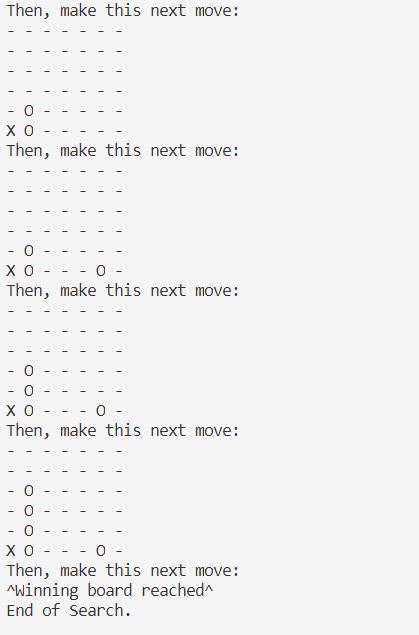 Then, make this next move:
- - - - - - -
- - - - - - -
- - - - - - -
- - - - - - -
- O - - - - -
X O - - - - -
Then, make this next move:
- - - - - - -
- - - - - - -
- - - - - - -
- - - - - - -
- O - - - - -
X O - - - O -
Then, make this next move:
- - - - - - -
- - - - - - -
- - - - - - -
- O - - - - -
- O - - - - -
X O - - - O -
Then, make this next move:
- - - - - - -
- - - - - - -
- O - - - - -
- O - - - - -
- O - - - - -
X O - - - O -
Then, make this next move:
^Winning board reached^
End of Search.